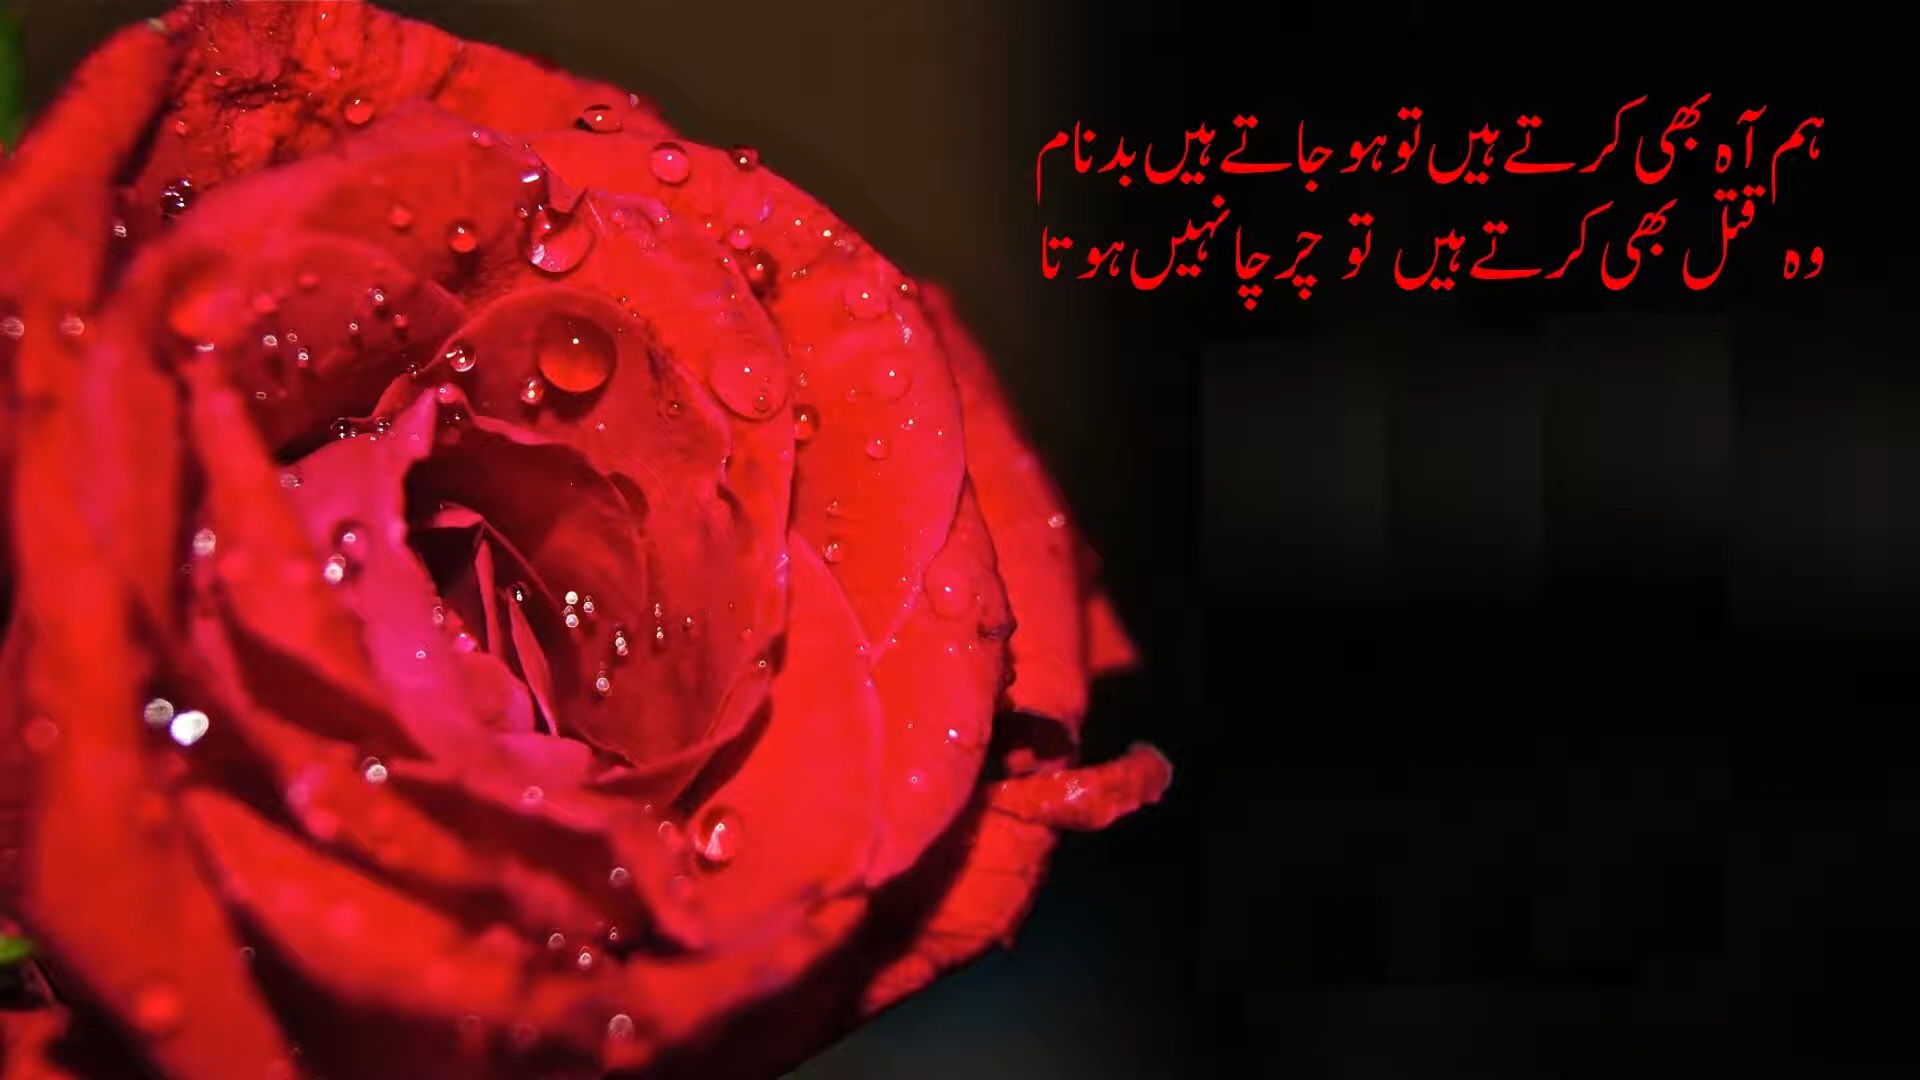 ہم آہ بھی کرتے ہیں تو ہو جاتے ہیں بدنام
وہ قتل بھی کرتے ہیں تو چرچا نہیں ہوتا